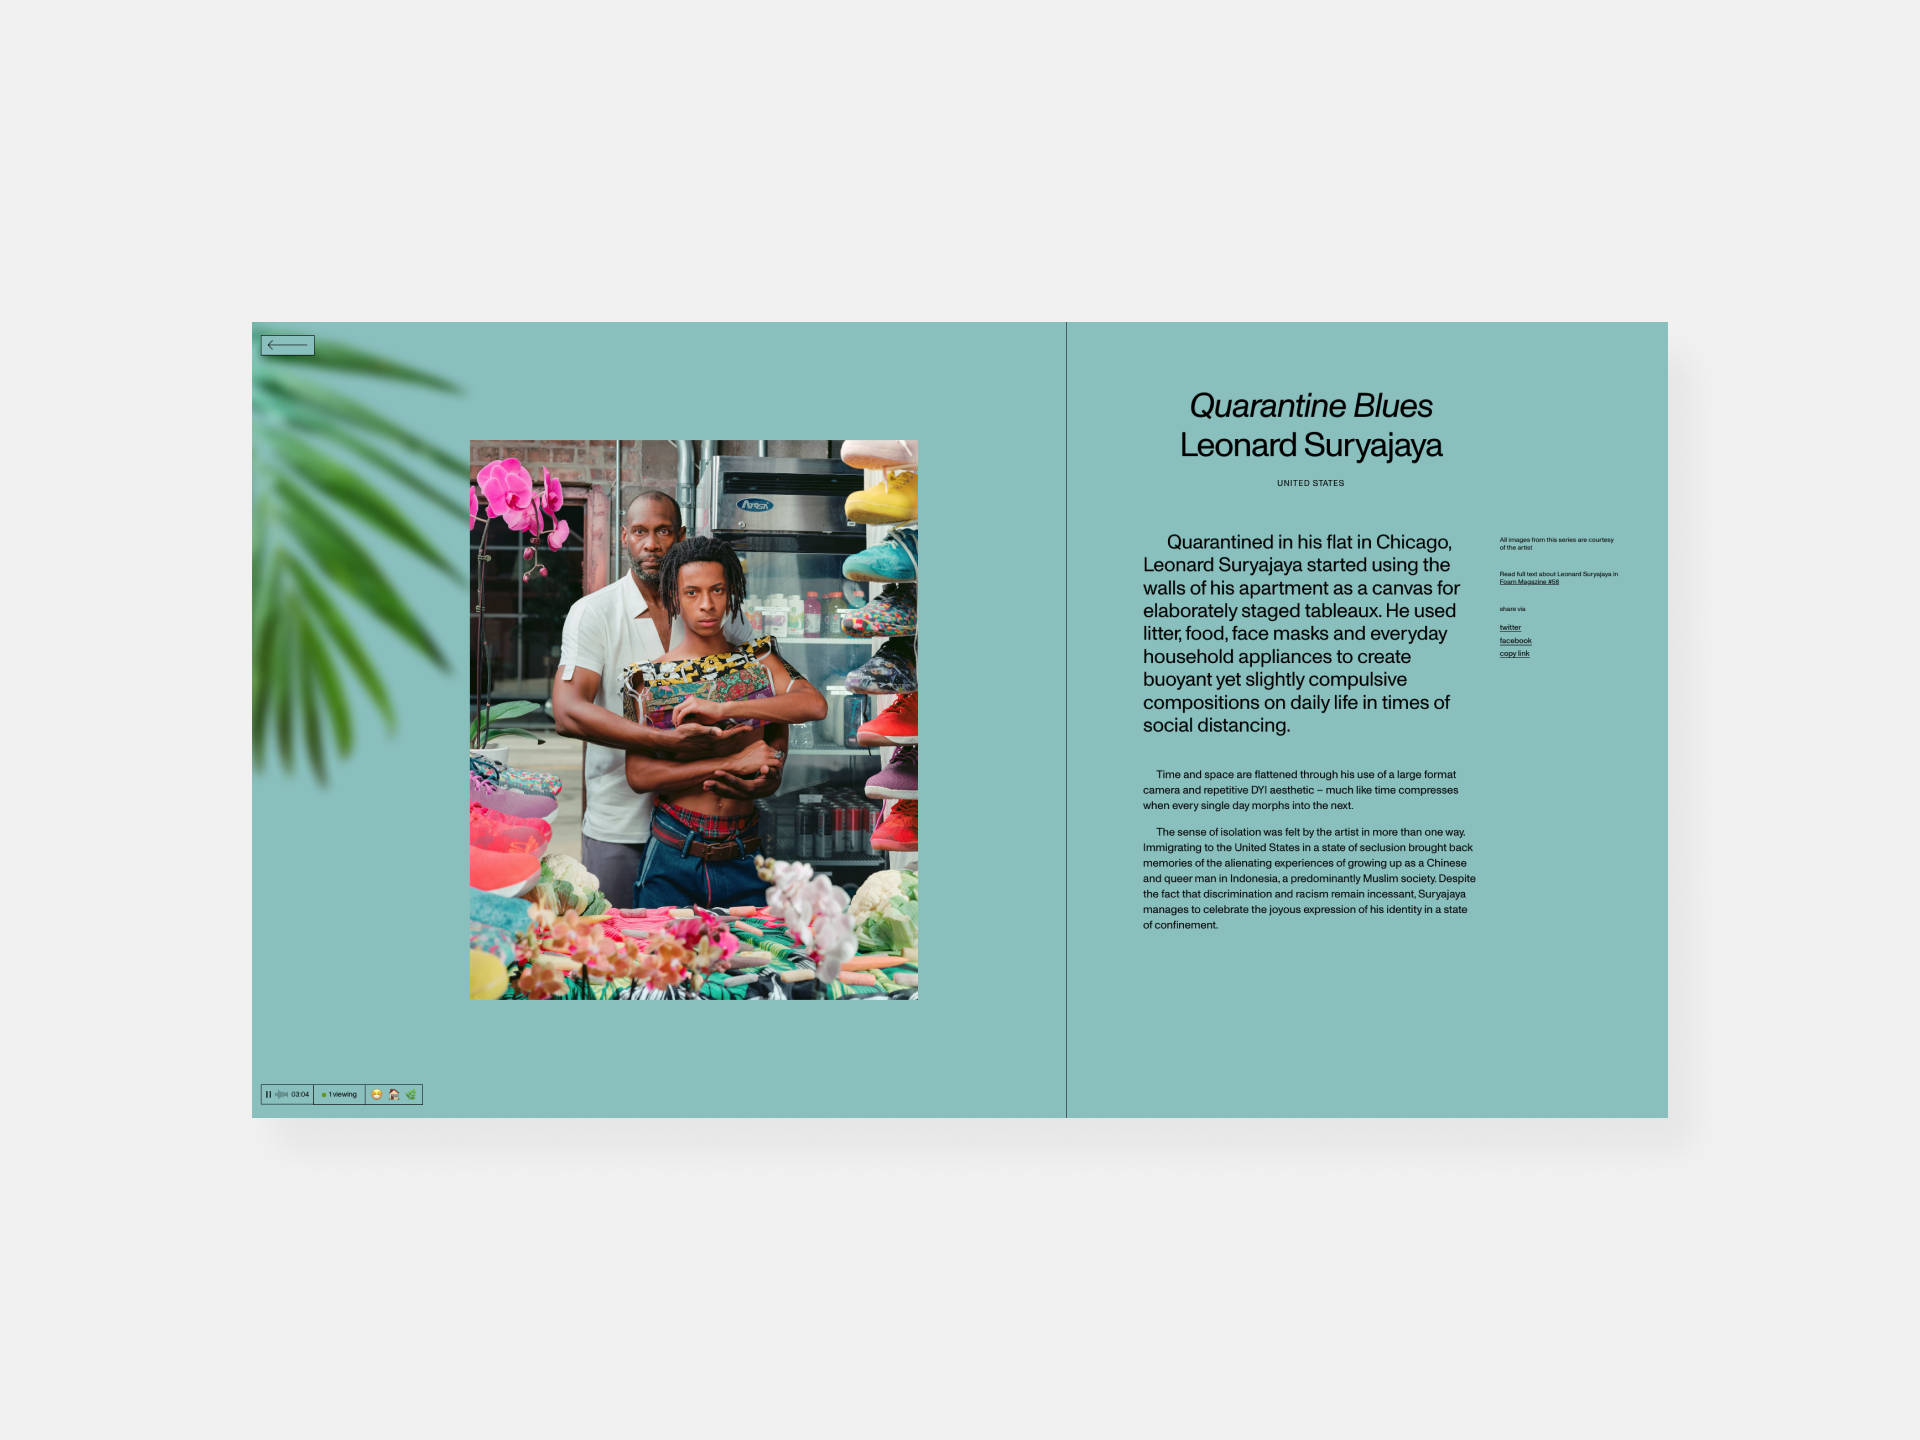 Quarantine Blues
Leonard Suryajaya
UNITED STATES
Quarantined in his flat in Chicago,
Leonard Suryajaya started using the
walls of his apartment as a canvas for
elaborately staged tableaux. He used
litter, food, face masks and everyday
household appliances to create
buoyant yet slightly compulsive
compositions on daily life in times of
social distancing.
Time and space are flattened through his use of a large format
camera and repetitive DYI aesthetic – much like time compresses
when every single day morphs into the next.
The sense of isolation was felt by the artist in more than one way.
Immigrating to the United States in a state of seclusion brought back
memories of the alienating experiences of growing up as a Chinese
and queer man in Indonesia, a predominantly Muslim society. Despite
the fact that discrimination and racism remain incessant, Suryajaya
manages to celebrate the joyous expression of his identity in a state
of confinement.
All images from this series are courtesy
of the artist
Read full text about Leonard Suryajaya in
Foam Magazine #58
share via
twitter
facebook
copy link
03:04
1 viewing